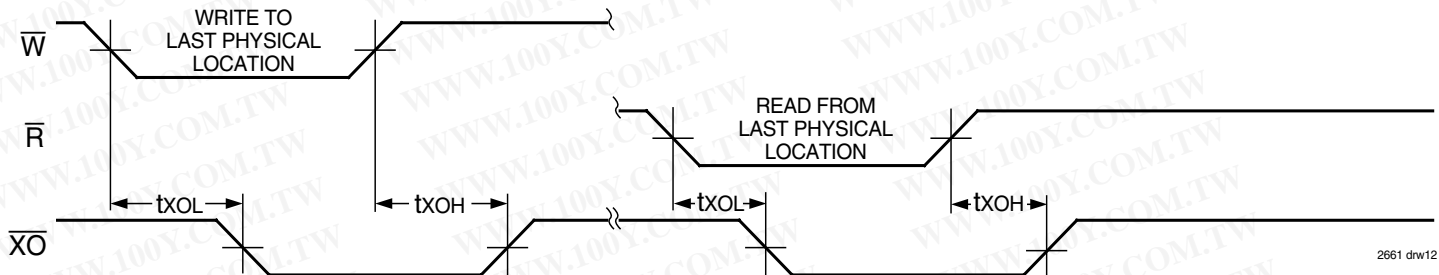 W
WRITE TO
LAST PHYSICAL
LOCATION
R
READ FROM
LAST PHYSICAL
LOCATION
tXOL
tXOH
tXOL
tXOH
XO
2661 drw12
WWW.100Y.COM.TW